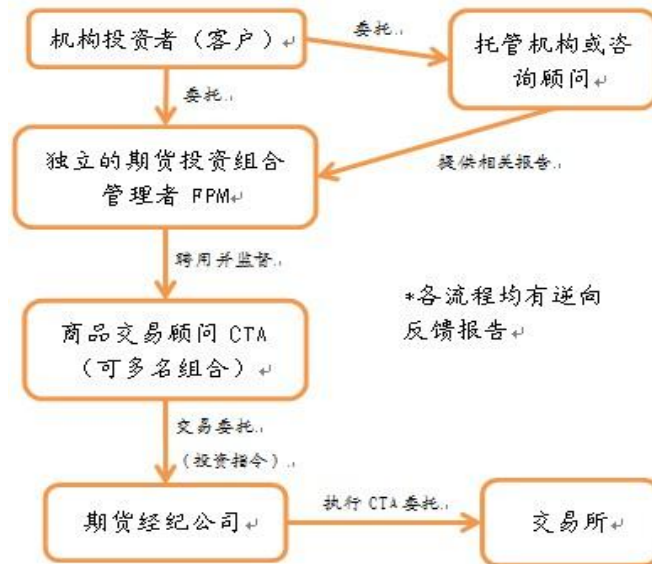 机构投资者（客户）
委托.
托管机构或咨
询顾问
委托.
独立的期货投资组合
管理者 FPM
提供相关报告.
聘用并监督.
*各流程均有逆向
反馈报告
商品交易顾问 CTA
（可多名组合）
交易委托.
（投资指令）.
期货经纪公司
执行 CTA 委托.
交易所